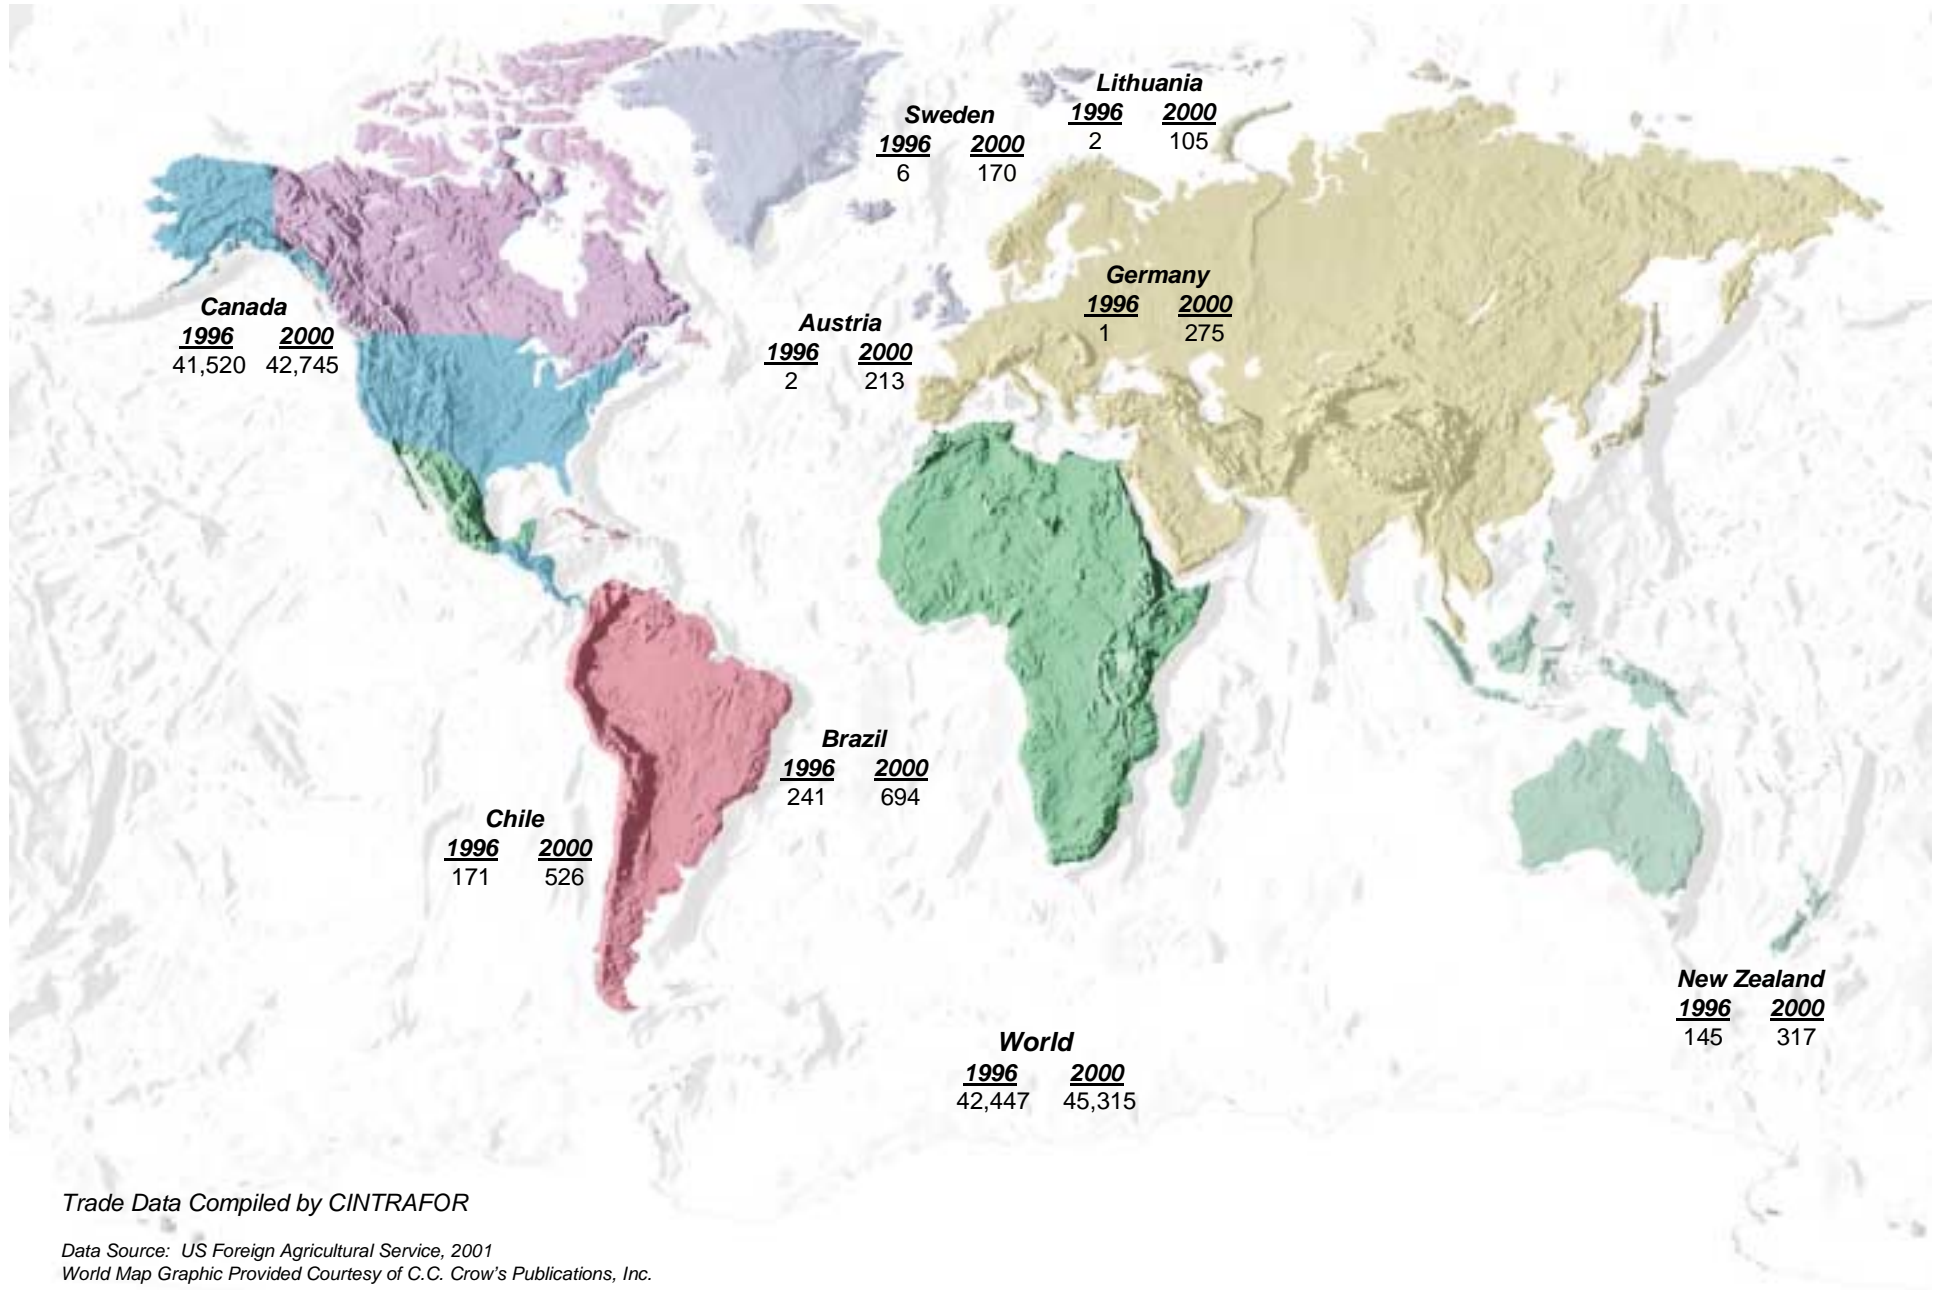 Lithuania
1996 2000
2 105
Sweden
1996 2000
6 170
Germany
1996 2000
1 275
Canada
1996 2000
41,520 42,745
Austria
1996 2000
2 213
Brazil
1996 2000
241 694
Chile
1996 2000
171 526
New Zealand
1996 2000
145 317
World
1996 2000
42,447 45,315
Trade Data Compiled by CINTRAFOR
Data Source: US Foreign Agricultural Service, 2001
World Map Graphic Provided Courtesy of C.C. Crow's Publications, Inc.